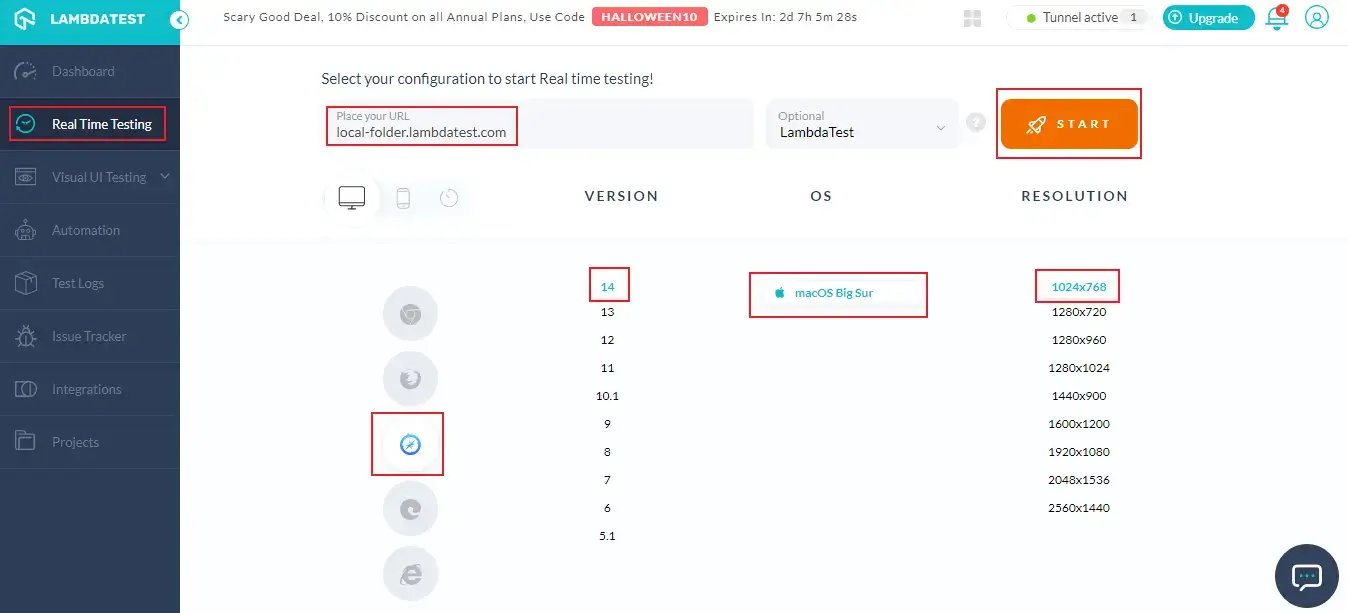 LAMBDATEST
Scary Good Deal, 10% Discount on all Annual Plans, Use Code HALLOWEEN10 Expires In: 2d 7h 5m 28s
Tunnel active 1
Upgrade
4
Dashboard
Real Time Testing
Visual UI Testing
Automation
Test Logs
Issue Tracker
Integrations
Projects
Select your configuration to start Real time testing!
Place your URL
local-folder.lambdatest.com
Optional
LambdaTest
?
START
VERSION
OS
RESOLUTION
14
13
12
11
10.1
9
8
7
6
5.1
macOS Big Sur
1024x768
1280x720
1280x960
1280x1024
1440x900
1600x1200
1920x1080
2048x1536
2560x1440